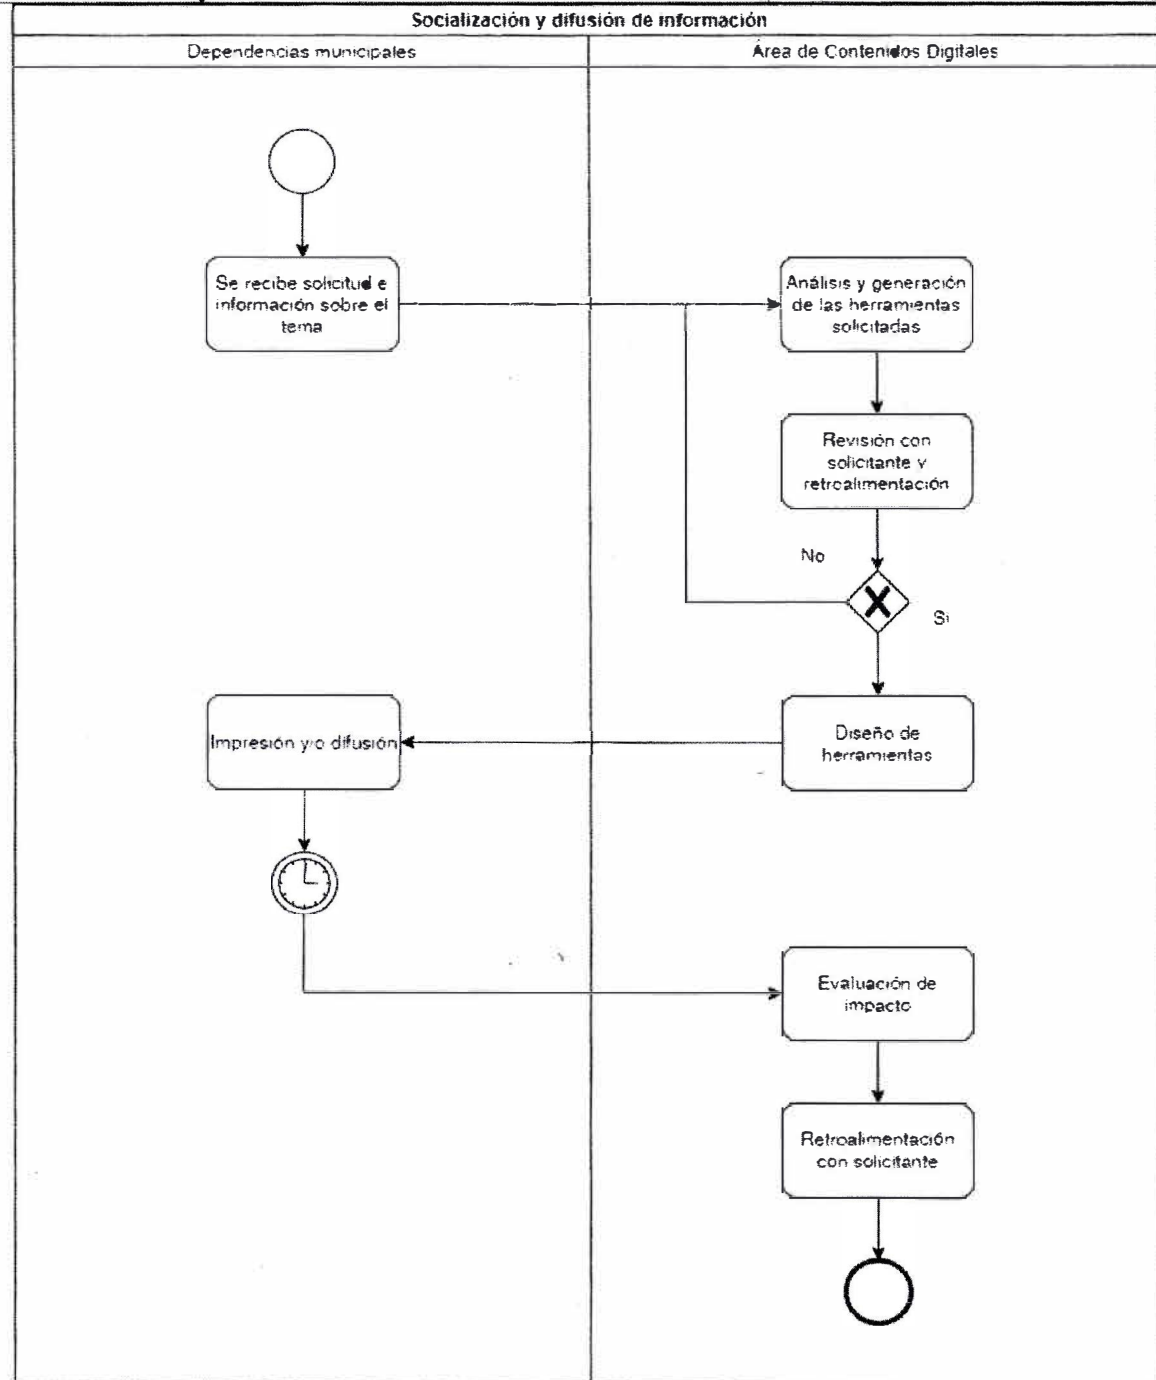 Socialización y difusión de información
Dependencias municipales
Área de Contenidos Digitales
Se recibe solicitud e
información sobre el
tema
Análisis y generación
de las herramientas
solicitadas
Revisión con
solicitante y
retroalimentación
No
Si
Diseño de
herramientas
Impresión y/o difusión
Evaluación de
impacto
Retroalimentación
con solicitante